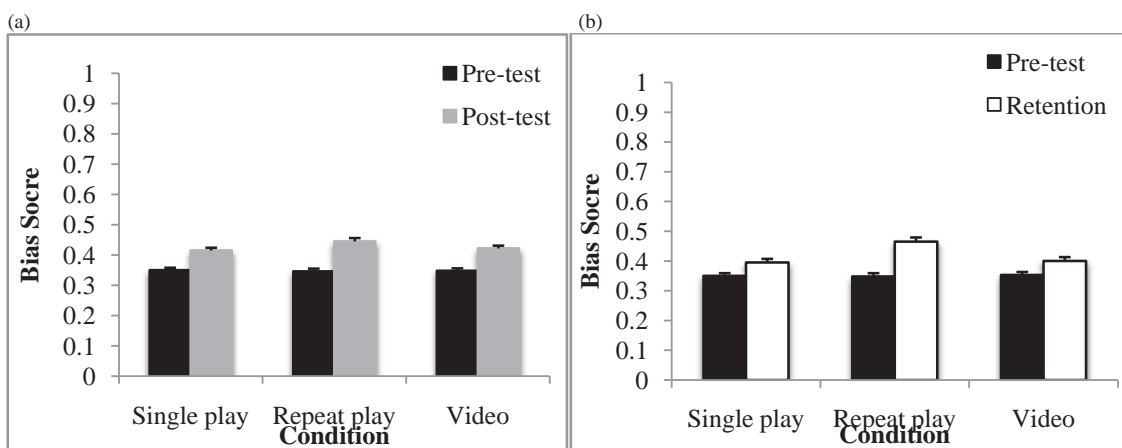 (a)
1
0.9
0.8
0.7
0.6
0.5
0.4
0.3
0.2
0.1
0
Bias Socre
Pre-test
Post-test
Single play Repeat play Video
Condition
(b)
1
0.9
0.8
0.7
0.6
0.5
0.4
0.3
0.2
0.1
0
Bias Socre
Pre-test
Retention
Single play Repeat play Video
Condition